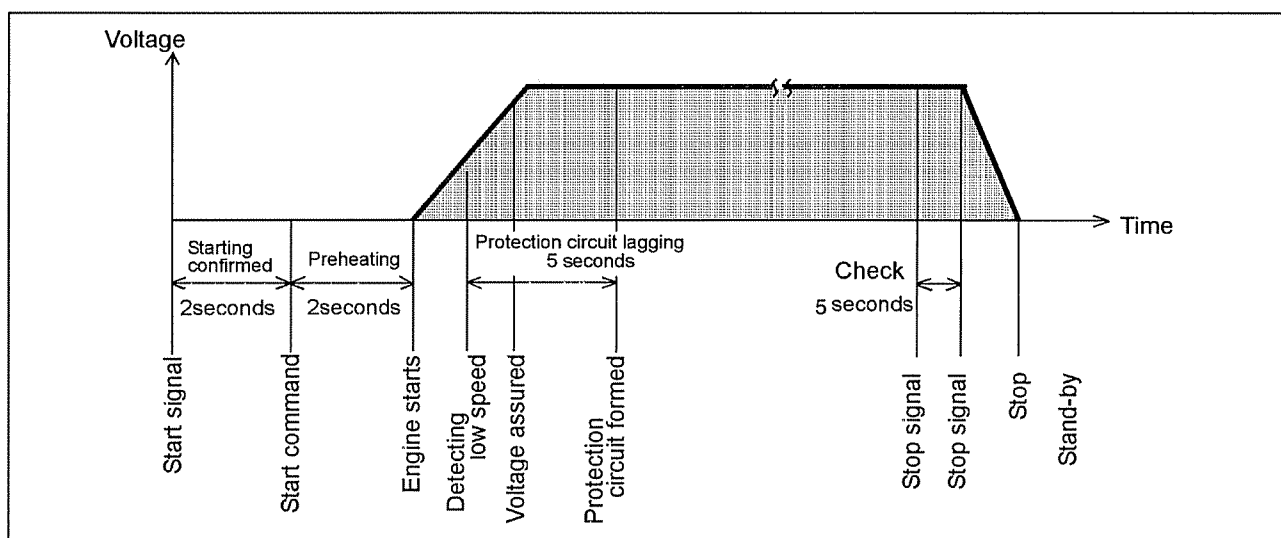 Voltage
Time
Starting
confirmed
2seconds
Preheating
2seconds
Protection circuit lagging
5 seconds
Check
5 seconds
Start signal
Start command
Engine starts
Detecting
low speed
Voltage assured
Protection
circuit formed
Stop signal
Stop signal
Stop
Stand-by